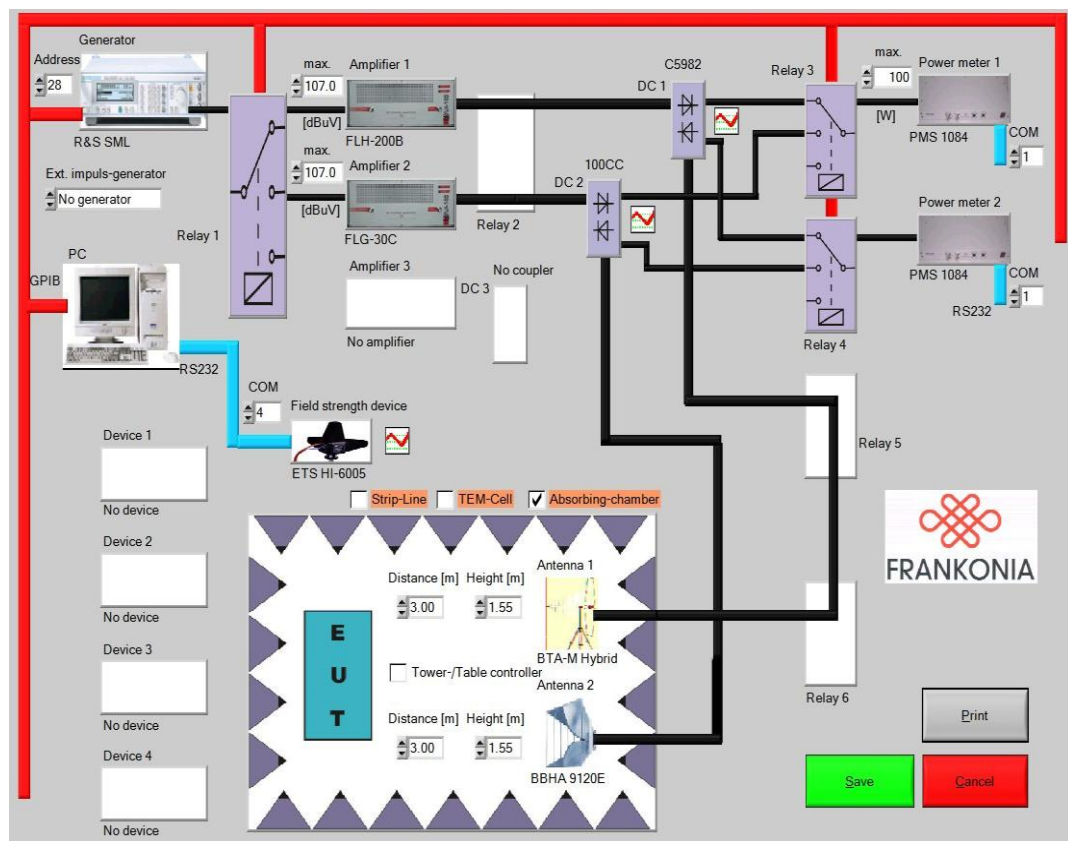 Generator
Address
28
R&S SML
Ext. impuls-generator
No generator
PC
GPIB
RS232
Relay 1
max.
107.0
[dBuV]
Amplifier 1
FLH-200B
max.
107.0
[dBuV]
Amplifier 2
FLG-30C
Amplifier 3
No amplifier
Relay 2
No coupler
DC 3
C5982
DC 1
100CC
DC 2
Relay 3
max.
100
[W]
Power meter 1
PMS 1084
COM
1
Power meter 2
PMS 1084
COM
1
RS232
Relay 4
Relay 5
Relay 6
COM
4
Field strength device
ETS HI-6005
Device 1
No device
Device 2
No device
Device 3
No device
Device 4
No device
Strip-Line
TEM-Cell
Absorbing-chamber
E
U
T
Distance [m]
3.00
Height [m]
1.55
Antenna 1
BTA-M Hybrid
Tower-/Table controller
Antenna 2
Distance [m]
3.00
Height [m]
1.55
BBHA 9120E
FRANKONIA
Print
Save
Cancel